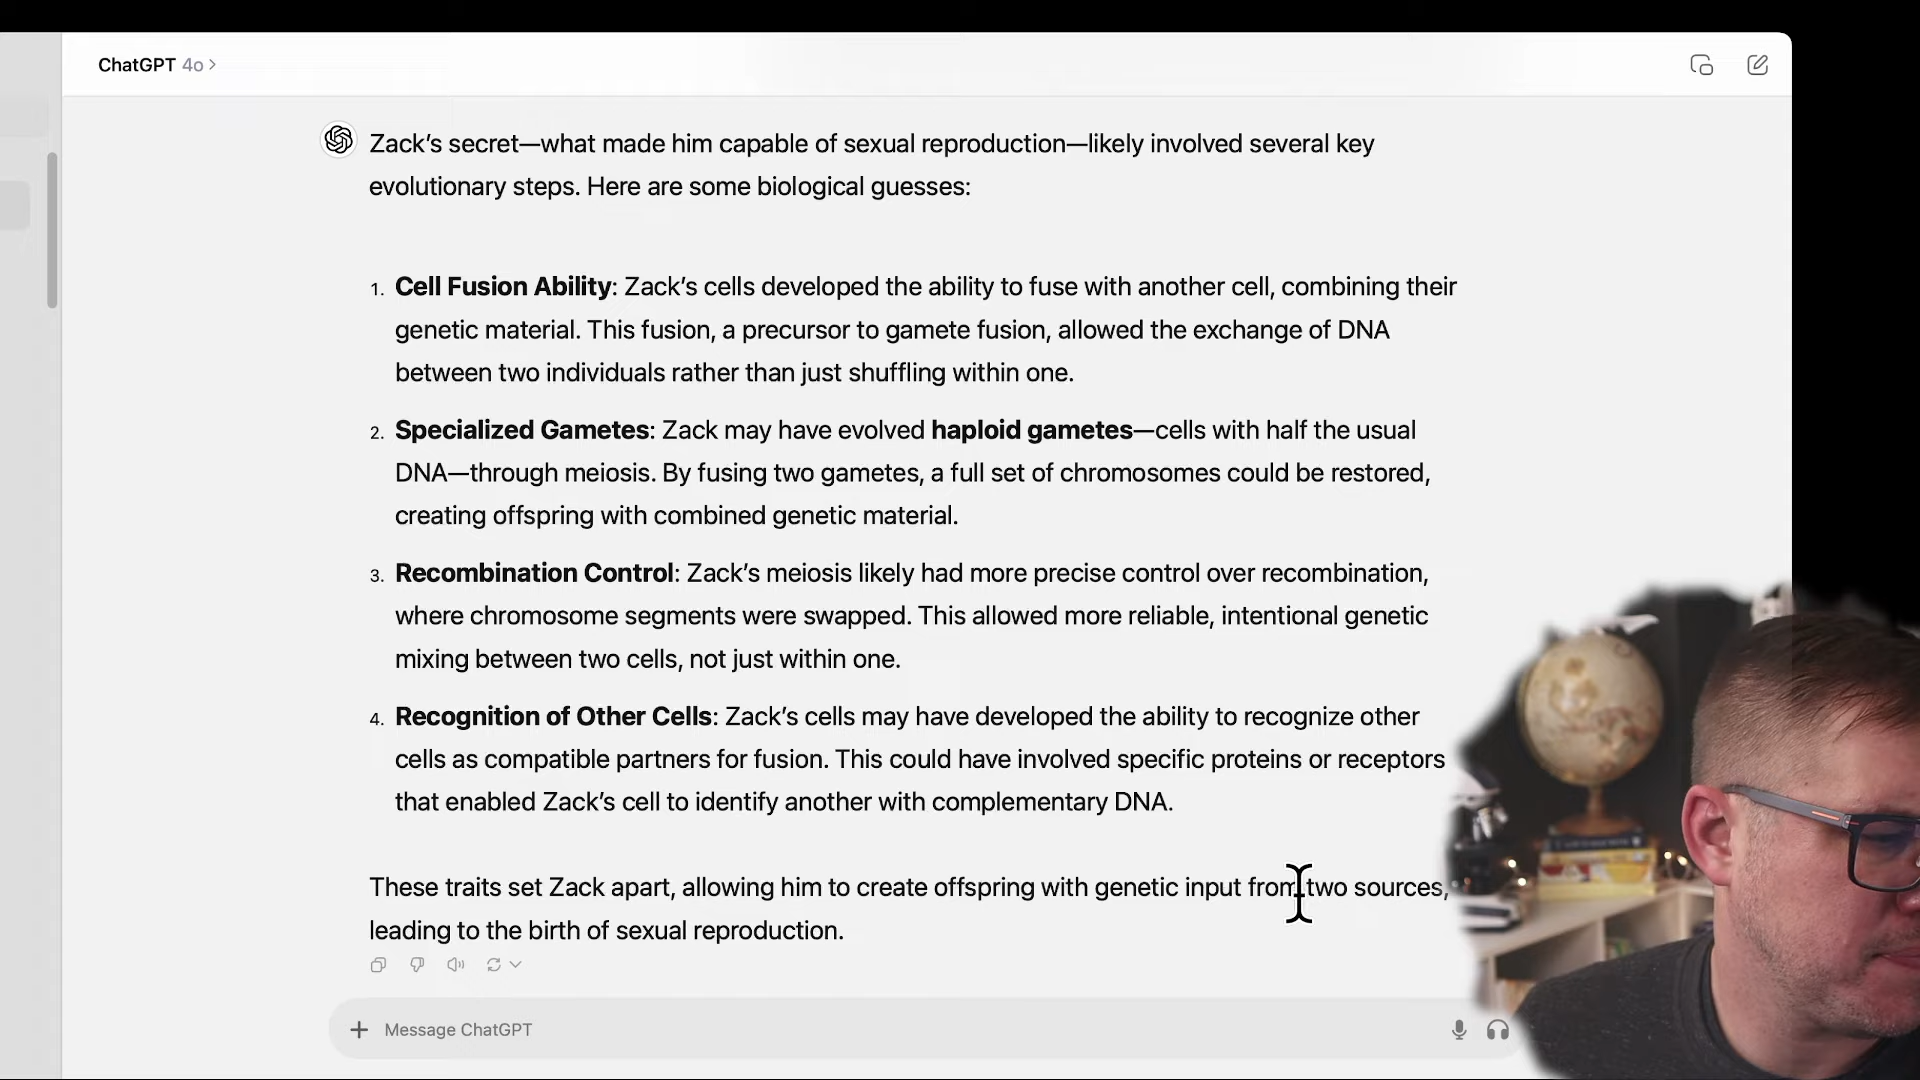 ChatGPT 4o >
Zack’s secret—what made him capable of sexual reproduction—likely involved several key
evolutionary steps. Here are some biological guesses:
1. Cell Fusion Ability: Zack’s cells developed the ability to fuse with another cell, combining their
genetic material. This fusion, a precursor to gamete fusion, allowed the exchange of DNA
between two individuals rather than just shuffling within one.
2. Specialized Gametes: Zack may have evolved haploid gametes—cells with half the usual
DNA—through meiosis. By fusing two gametes, a full set of chromosomes could be restored,
creating offspring with combined genetic material.
3. Recombination Control: Zack’s meiosis likely had more precise control over recombination,
where chromosome segments were swapped. This allowed more reliable, intentional genetic
mixing between two cells, not just within one.
4. Recognition of Other Cells: Zack’s cells may have developed the ability to recognize other
cells as compatible partners for fusion. This could have involved specific proteins or receptors
that enabled Zack’s cell to identify another with complementary DNA.
These traits set Zack apart, allowing him to create offspring with genetic input from two sources,
leading to the birth of sexual reproduction.
Message ChatGPT